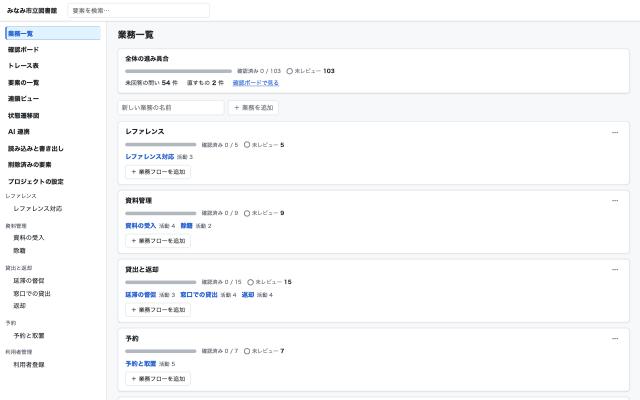 みなみ市立図書館
要素を検索…
業務一覧
確認ボード
トレース表
要素の一覧
連鎖ビュー
状態遷移図
AI 連携
読み込みと書き出し
削除済みの要素
プロジェクトの設定
レファレンス
レファレンス対応
資料管理
資料の受入
除籍
貸出と返却
延滞の督促
窓口での貸出
返却
予約
予約と取置
利用者管理
利用者登録
業務一覧
全体の進み具合
確認済み 0 / 103 未レビュー 103
未回答の問い 54 件 直すもの 2 件 確認ボードで見る
新しい業務の名前 + 業務を追加
レファレンス …
確認済み 0 / 5 未レビュー 5
レファレンス対応 活動 3
+ 業務フローを追加
資料管理 …
確認済み 0 / 9 未レビュー 9
資料の受入 活動 4 除籍 活動 2
+ 業務フローを追加
貸出と返却 …
確認済み 0 / 15 未レビュー 15
延滞の督促 活動 3 窓口での貸出 活動 4 返却 活動 4
+ 業務フローを追加
予約 …
確認済み 0 / 7 未レビュー 7
予約と取置 活動 5
+ 業務フローを追加